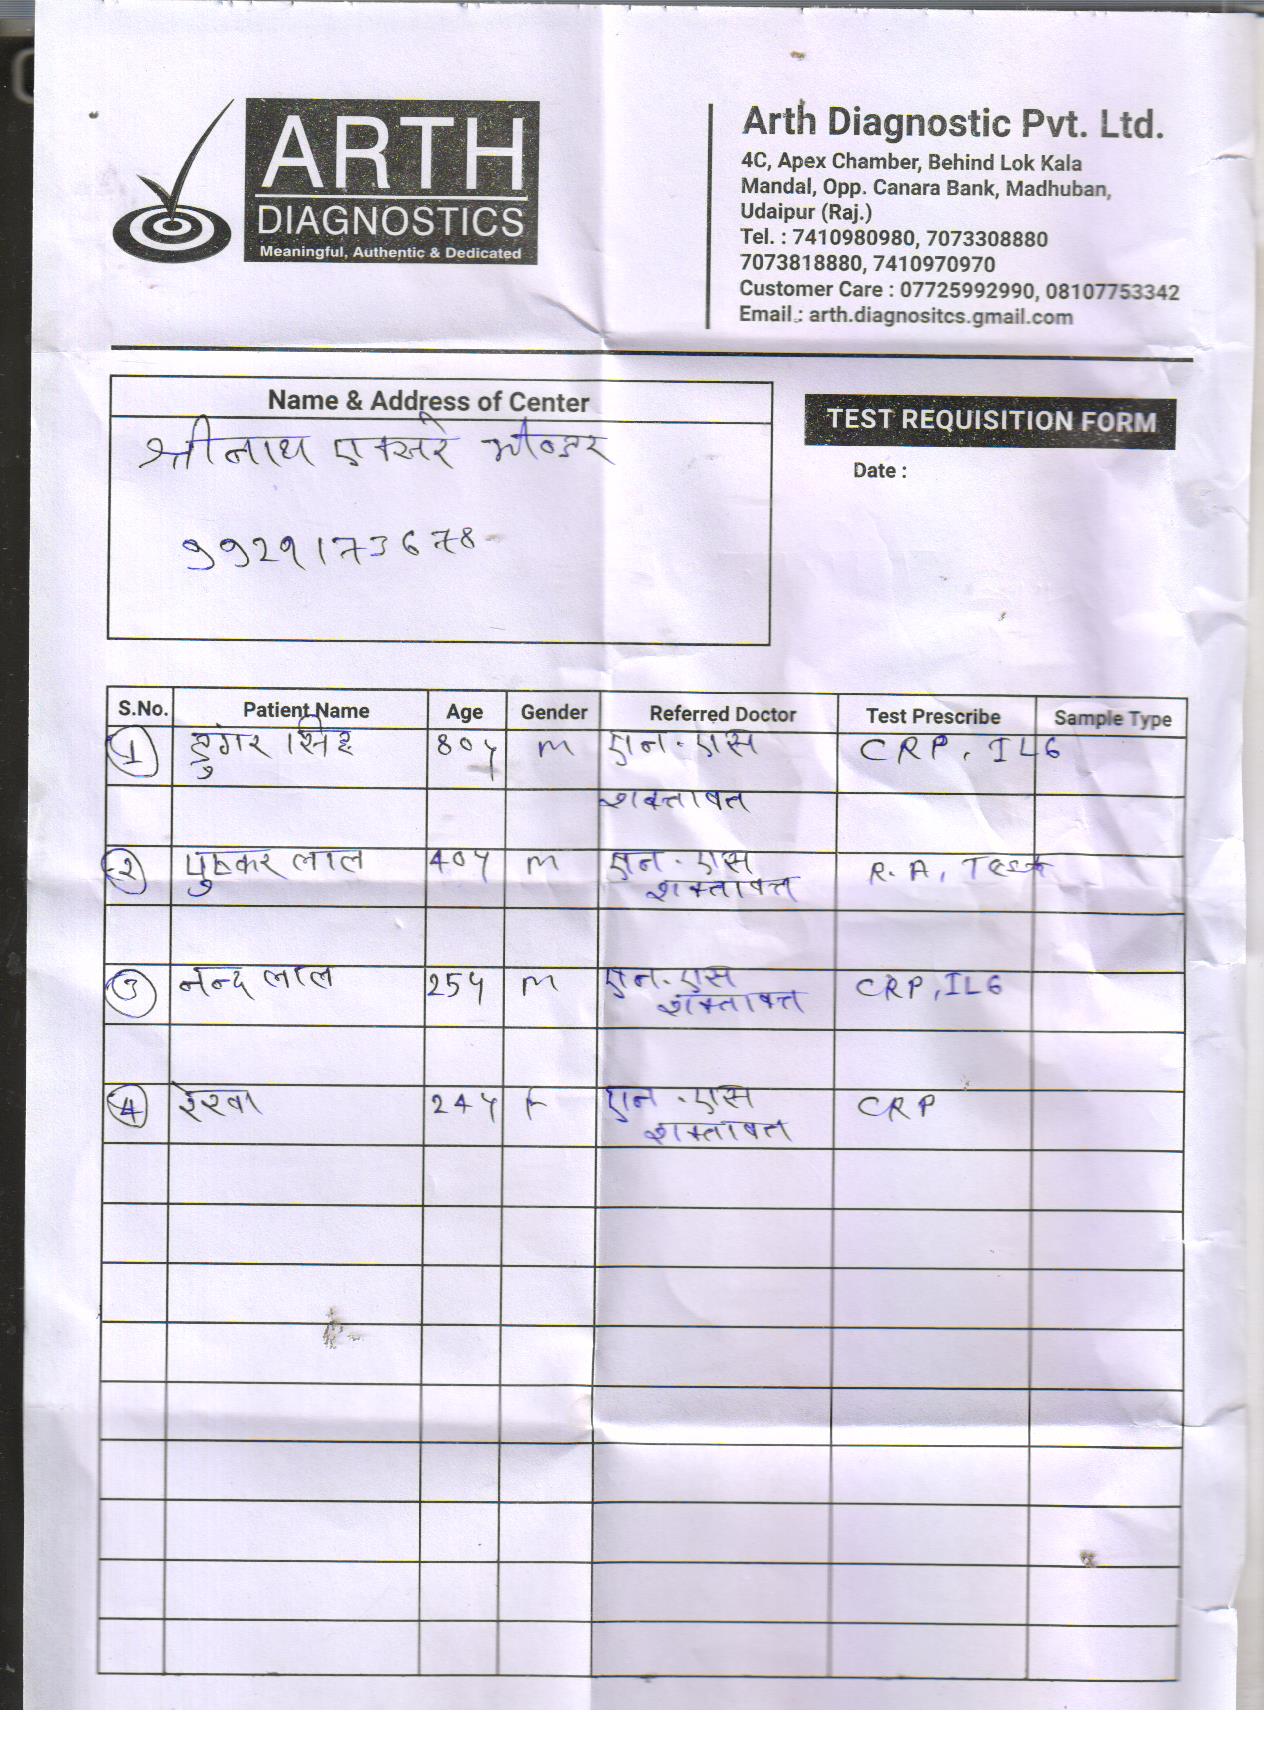 ARTH
DIAGNOSTICS
Meaningful, Authentic & Dedicated
Arth Diagnostic Pvt. Ltd.
4C, Apex Chamber, Behind Lok Kala
Mandal, Opp. Canara Bank, Madhuban,
Udaipur (Raj.)
Tel. : 7410980980, 7073308880
7073818880, 7410970970
Customer Care : 07725992990, 08107753342
Email : arth.diagnositcs.gmail.com
Name & Address of Center
श्रीनाथ एक्सरे भीण्डर
9929173678
TEST REQUISITION FORM
Date :
S.No. Patient Name Age Gender Referred Doctor Test Prescribe Sample Type
1 डुंगर सिंह 80y M एन.एस CRP, IL6
शक्तावत
2 पुष्कर लाल 40y M एन.एस R.A, Test
शक्तावत
3 नन्द लाल 25y M एन.एस CRP, IL6
शक्तावत
4 रेखा 24y F एन.एस CRP
शक्तावत